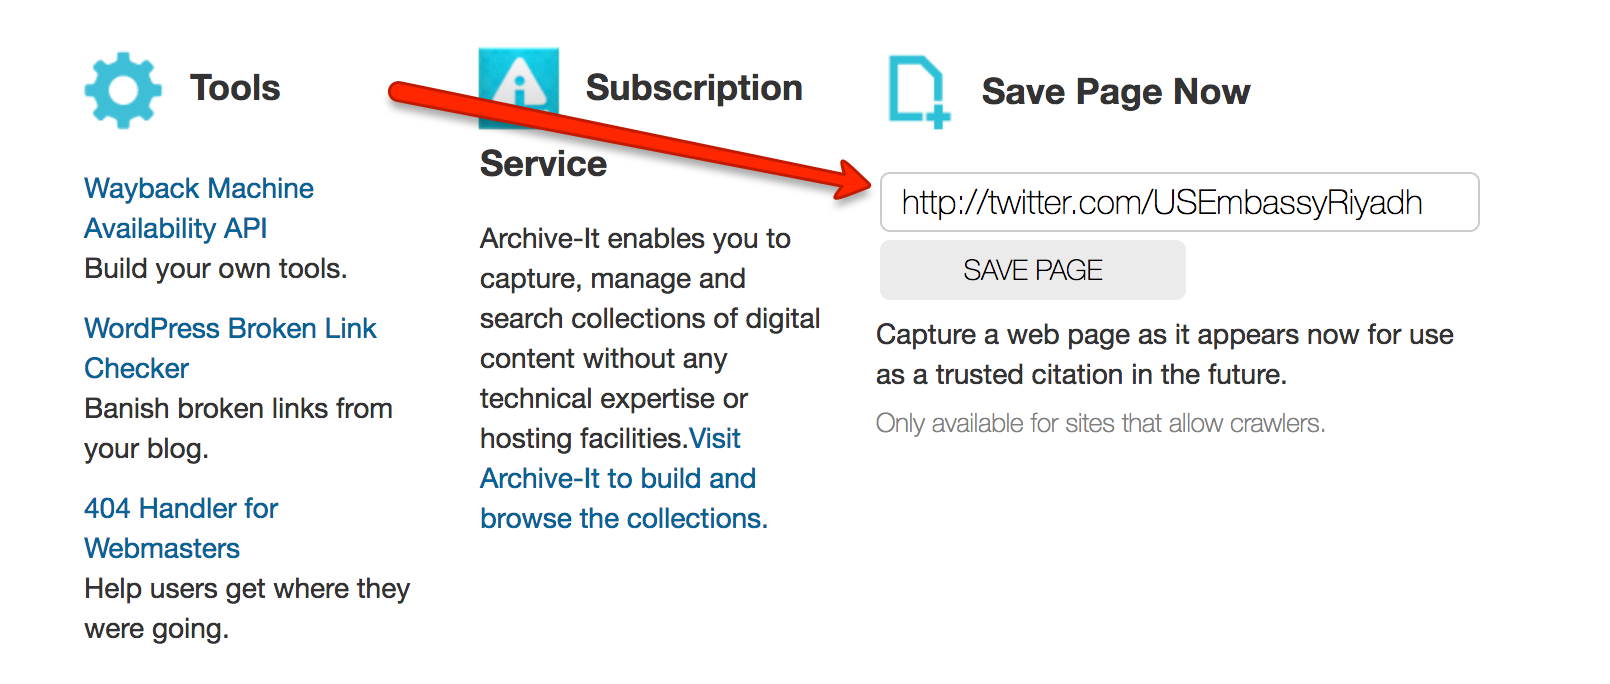 Tools
Wayback Machine
Availability API
Build your own tools.
WordPress Broken Link
Checker
Banish broken links from
your blog.
404 Handler for
Webmasters
Help users get where they
were going.
Subscription
Service
Archive-It enables you to
capture, manage and
search collections of digital
content without any
technical expertise or
hosting facilities.Visit
Archive-It to build and
browse the collections.
Save Page Now
http://twitter.com/USEmbassyRiyadh
SAVE PAGE
Capture a web page as it appears now for use
as a trusted citation in the future.
Only available for sites that allow crawlers.